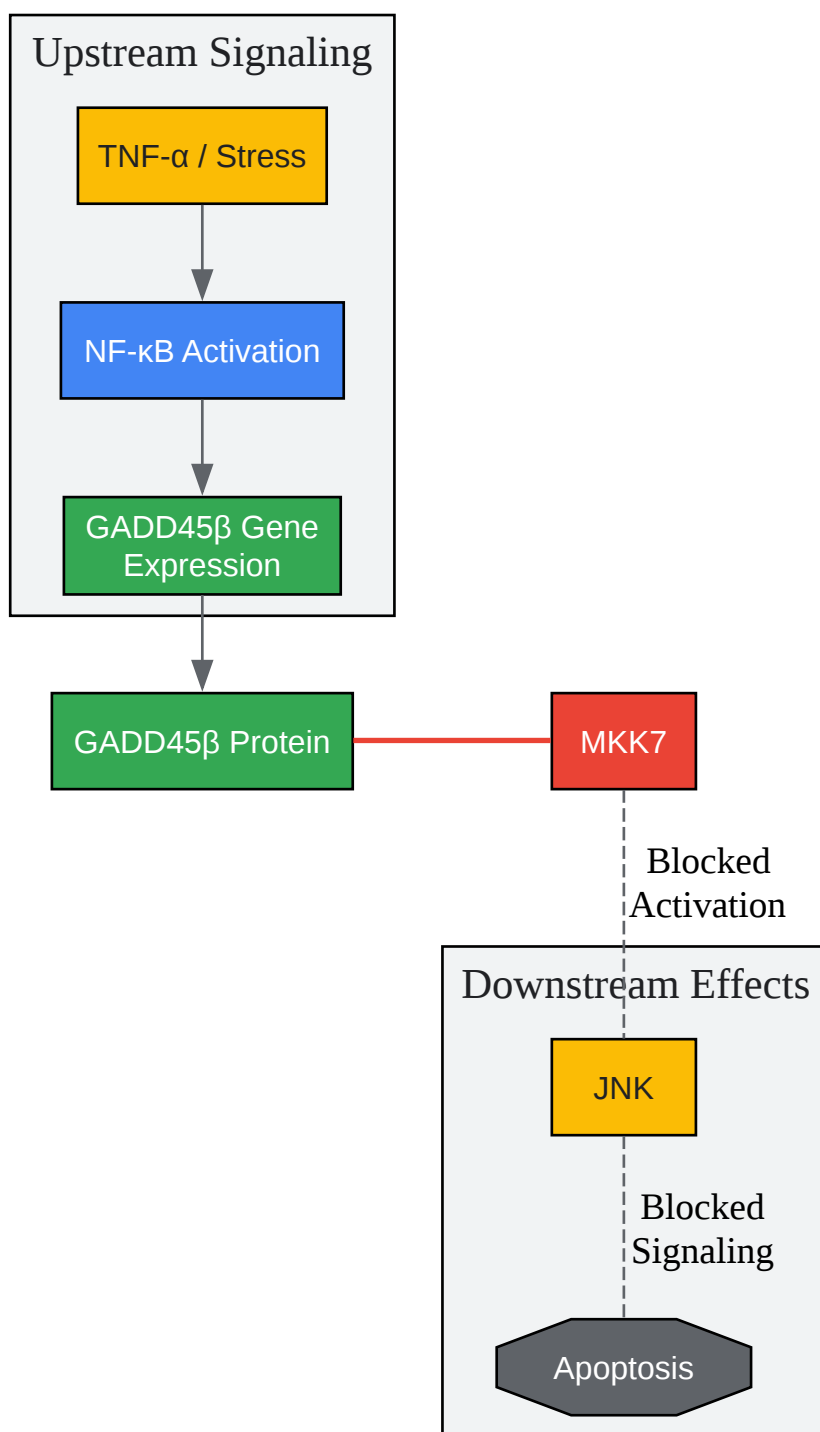 Upstream Signaling
TNF-α / Stress
NF-κB Activation
GADD45β Gene
Expression
GADD45β Protein
MKK7
Blocked
Activation
Downstream Effects
JNK
Blocked
Signaling
Apoptosis